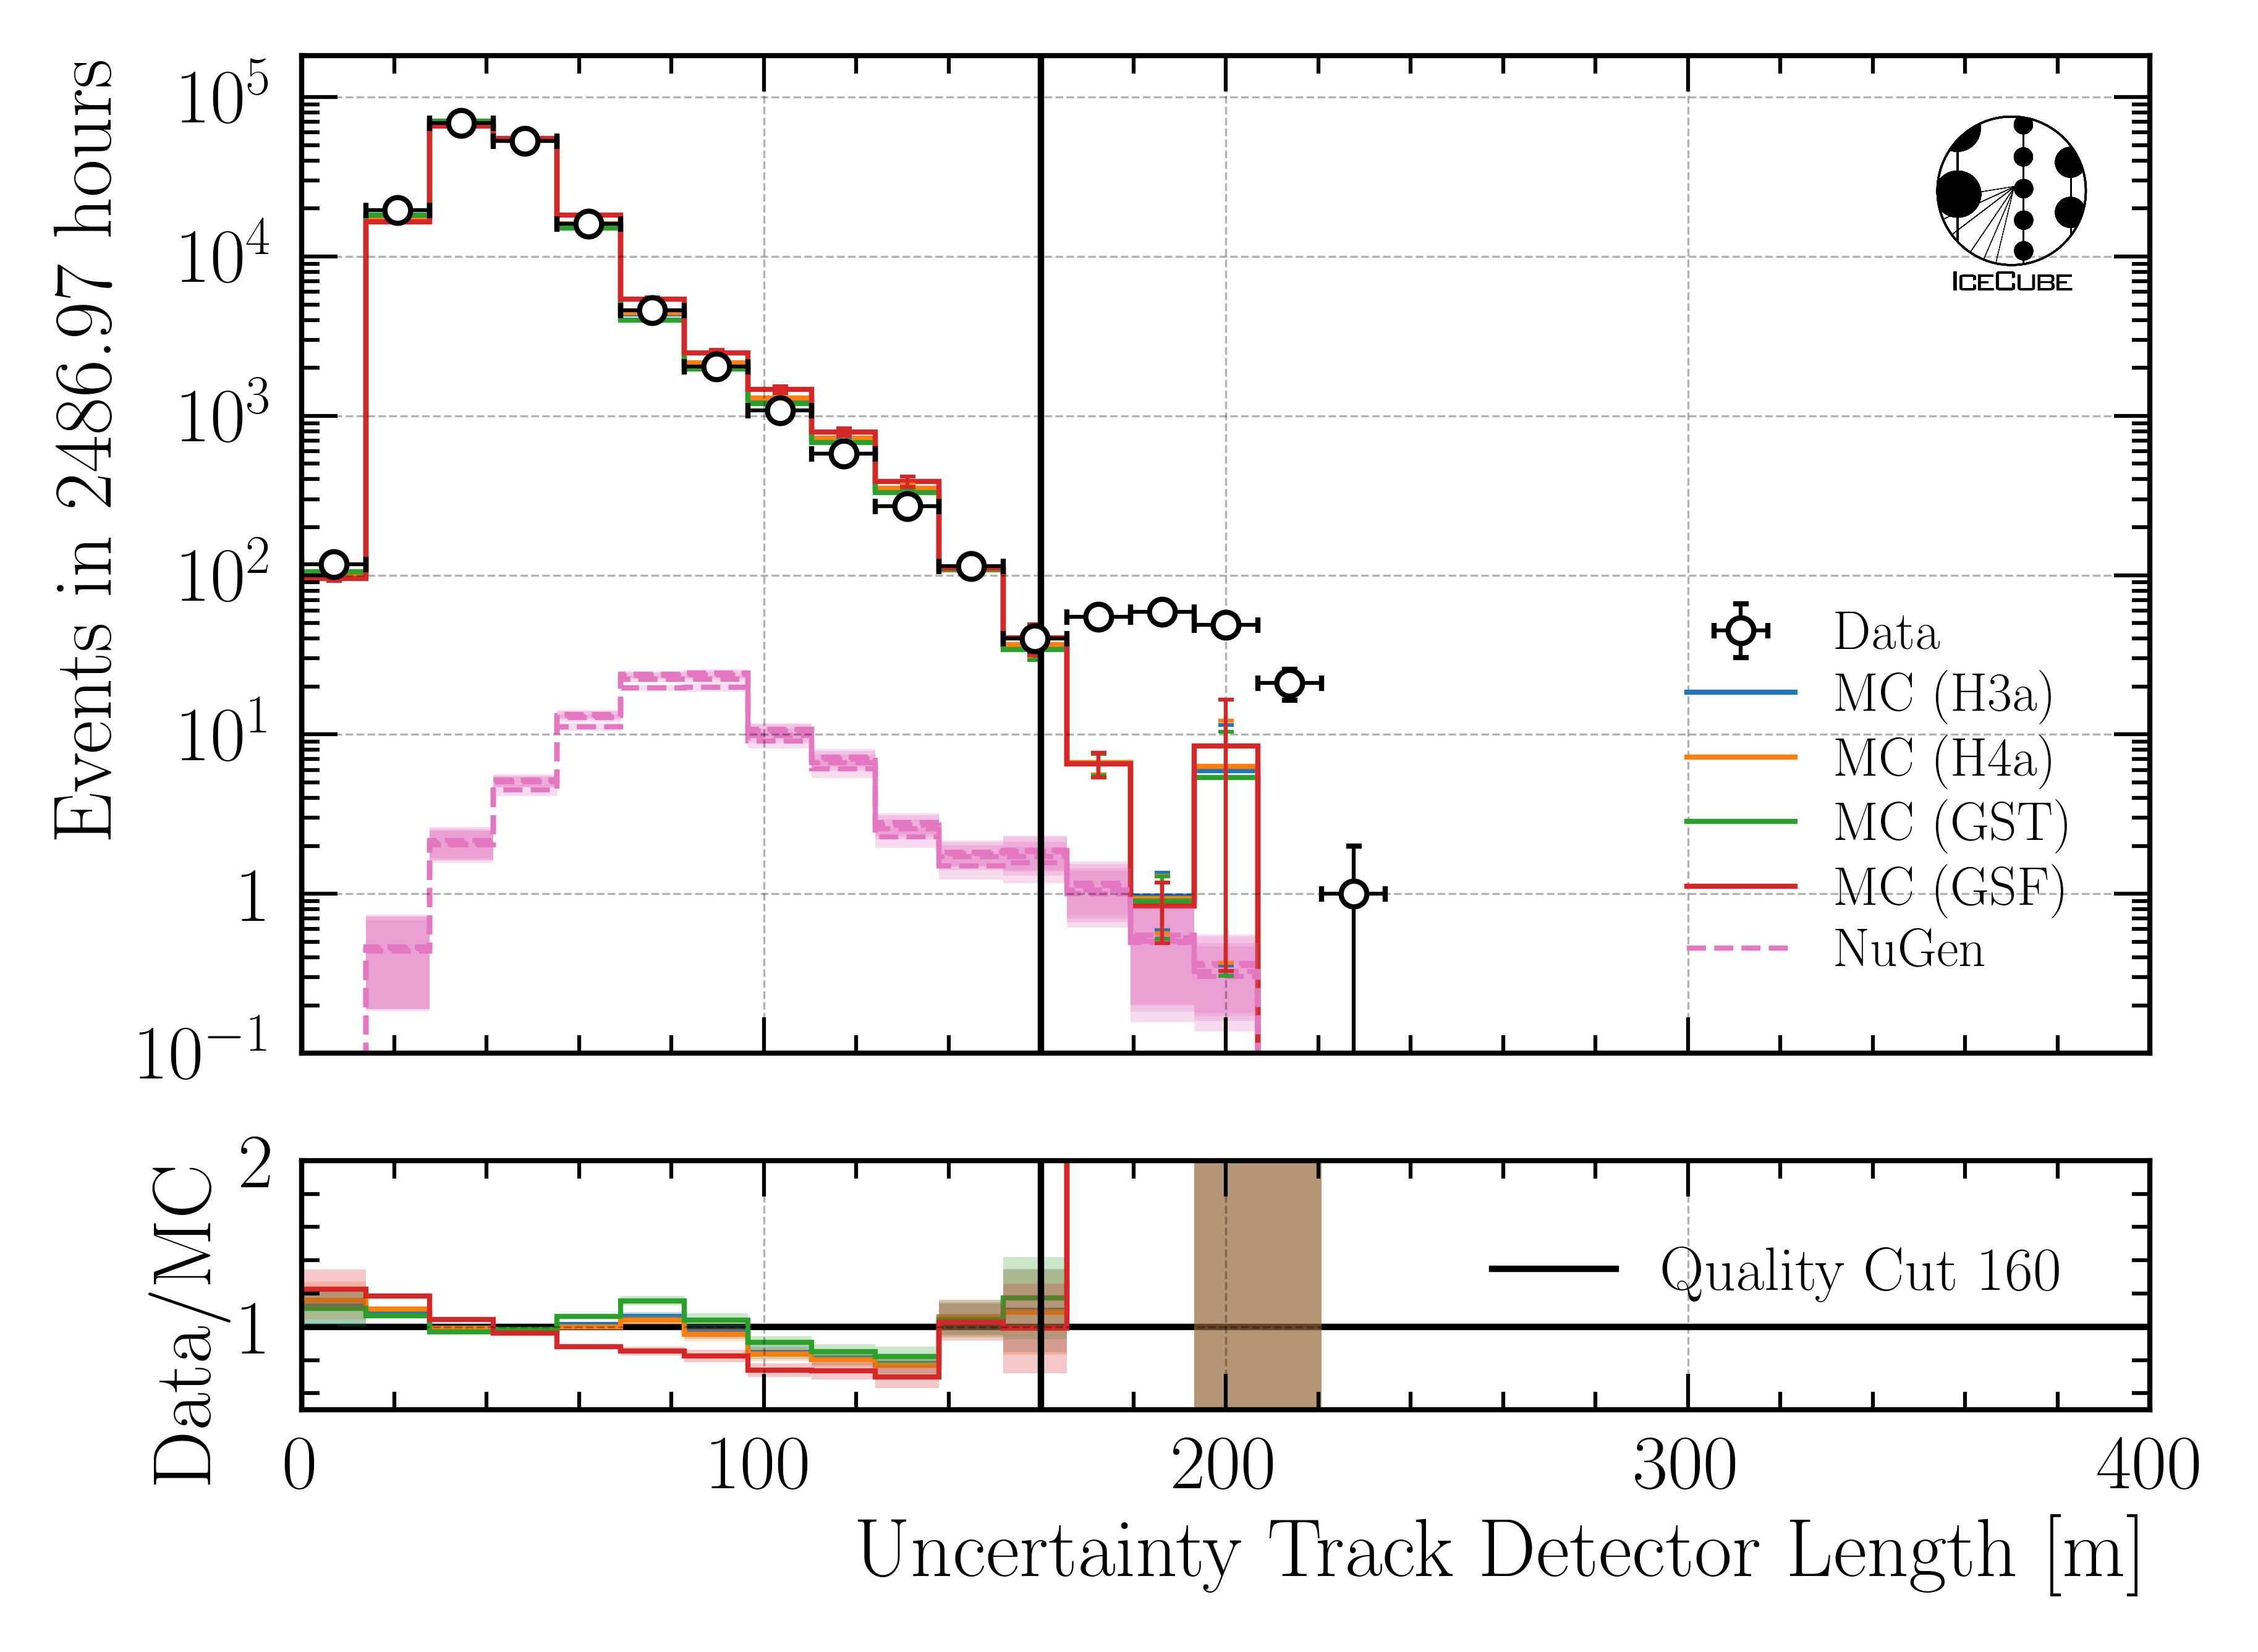 Events in 2486.97 hours
10^5
10^4
10^3
10^2
10^1
1
10^−1
ICECUBE
Data
MC (H3a)
MC (H4a)
MC (GST)
MC (GSF)
NuGen
Data/MC
2
1
Quality Cut 160
0 100 200 300 400
Uncertainty Track Detector Length [m]